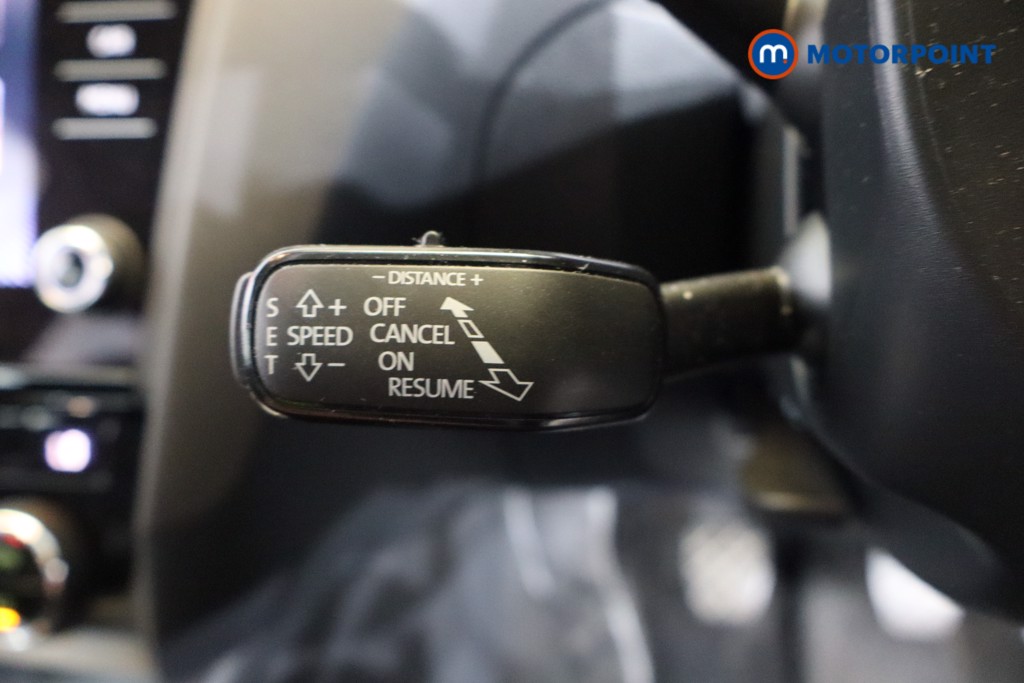 MOTORPOINT
− DISTANCE +
S + OFF
E SPEED CANCEL
T − ON
RESUME